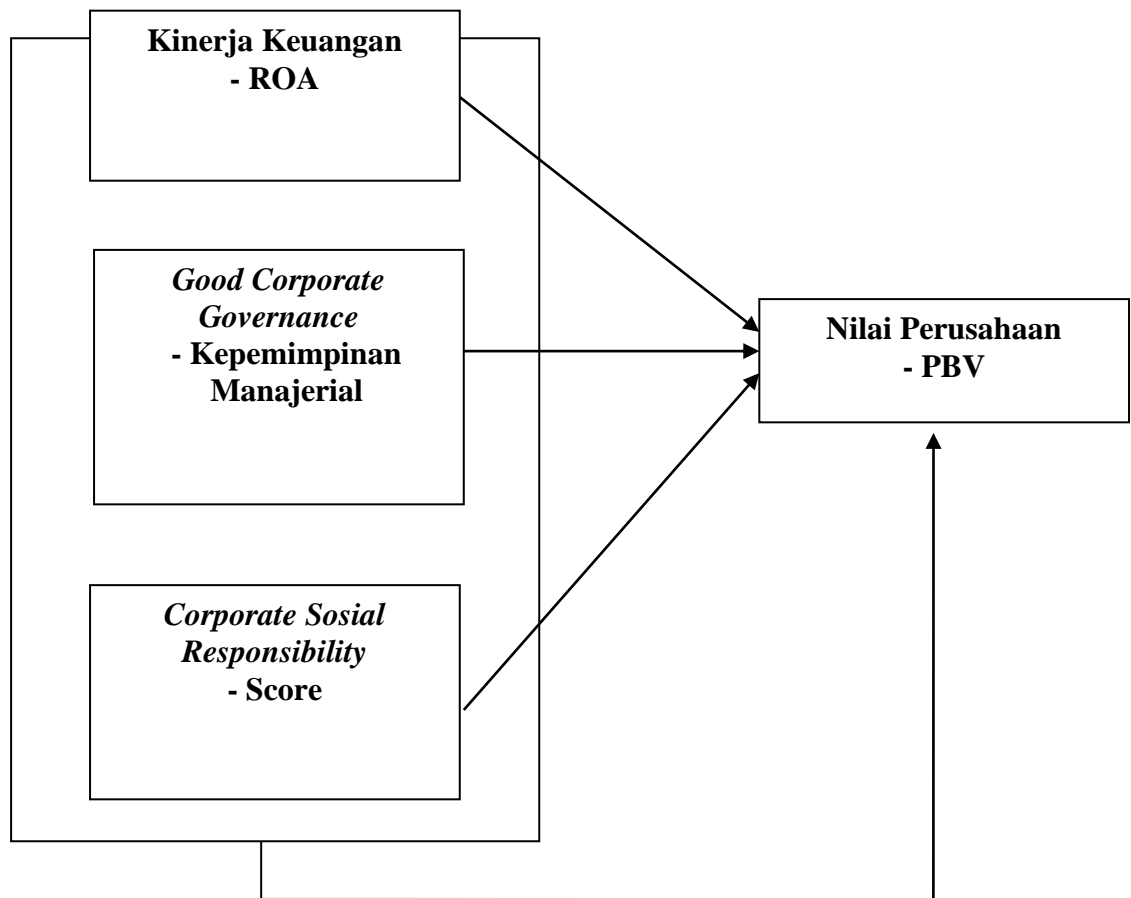 Kinerja Keuangan
- ROA
Good Corporate
Governance
- Kepemimpinan
Manajerial
Corporate Sosial
Responsibility
- Score
Nilai Perusahaan
- PBV